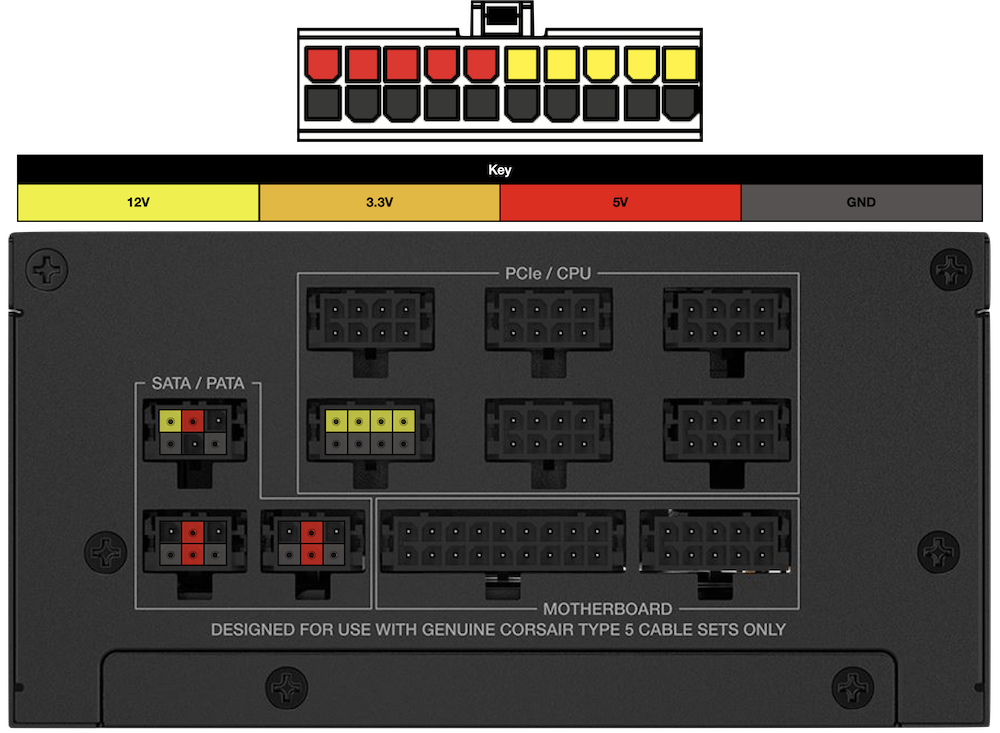 Key
12V
3.3V
5V
GND
PCIe / CPU
SATA / PATA
MOTHERBOARD
DESIGNED FOR USE WITH GENUINE CORSAIR TYPE 5 CABLE SETS ONLY